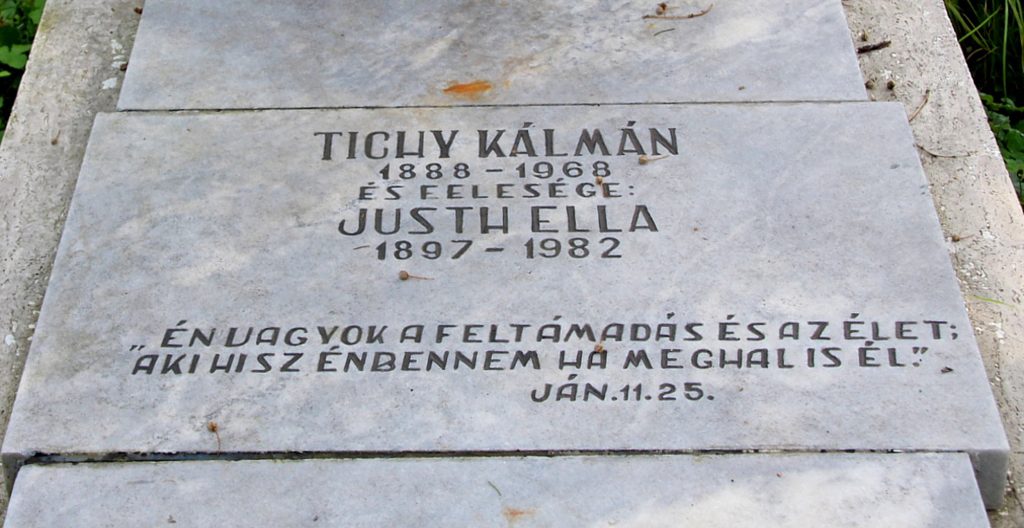 TICHY KÁLMÁN
1888 - 1968
ÉS FELESÉGE:
JUSTH ELLA
1897 - 1982
„ÉN VAGYOK A FELTÁMADÁS ÉS AZ ÉLET;
AKI HISZ ÉNBENNEM HA MEGHAL IS ÉL."
JÁN. 11. 25.